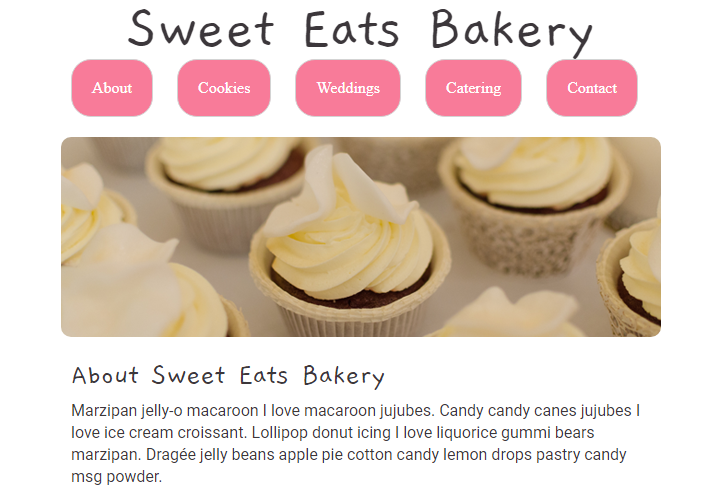 Sweet Eats Bakery
About Cookies Weddings Catering Contact
About Sweet Eats Bakery
Marzipan jelly-o macaroon I love macaroon jujubes. Candy candy canes jujubes I
love ice cream croissant. Lollipop donut icing I love liquorice gummi bears
marzipan. Dragée jelly beans apple pie cotton candy lemon drops pastry candy
msg powder.